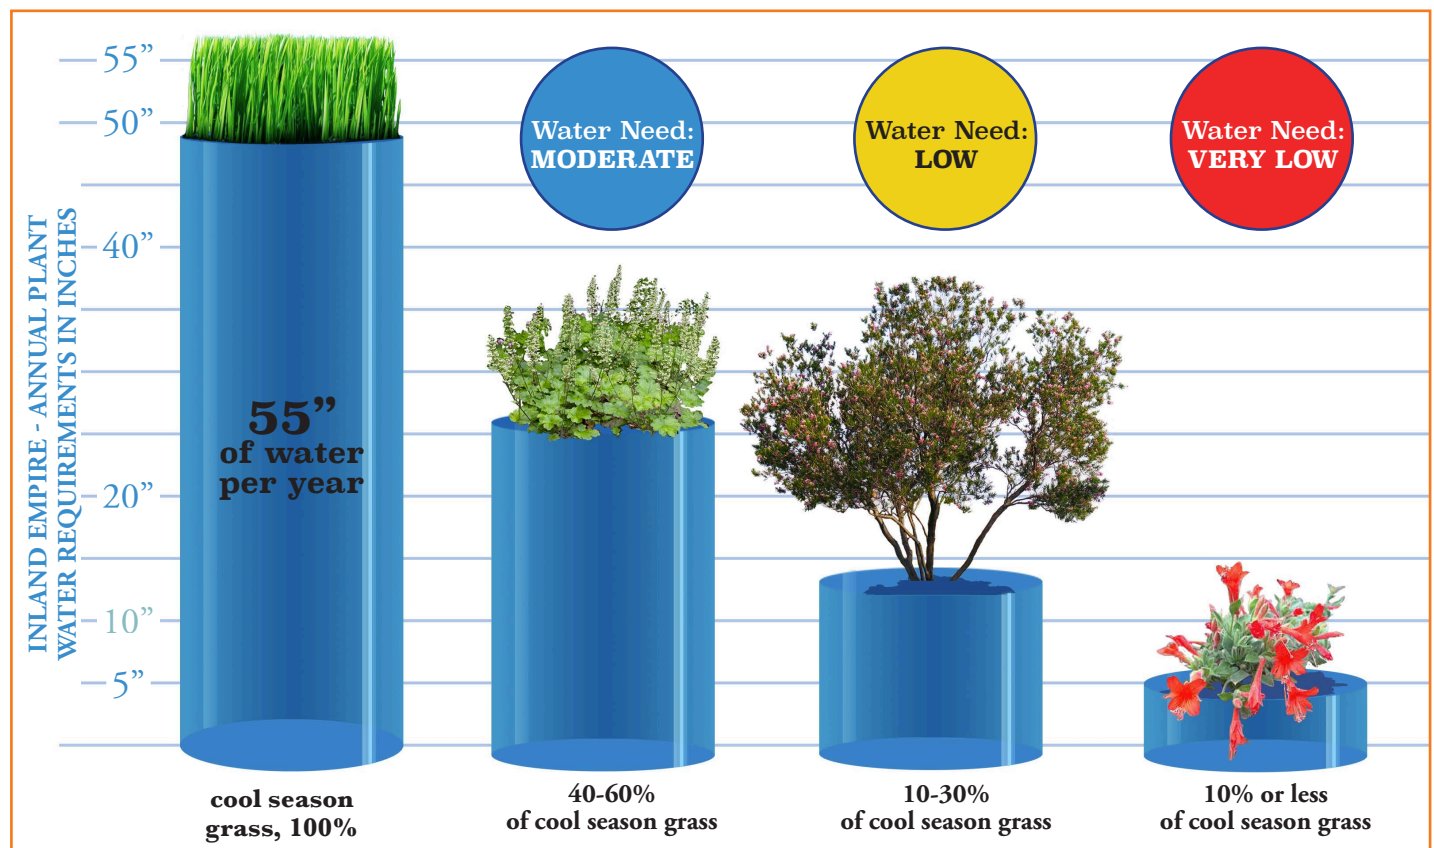 55”
50”
40”
20”
10”
5”
INLAND EMPIRE - ANNUAL PLANT
WATER REQUIREMENTS IN INCHES
55”
of water
per year
Water Need:
MODERATE
Water Need:
LOW
Water Need:
VERY LOW
cool season
grass, 100%
40-60%
of cool season grass
10-30%
of cool season grass
10% or less
of cool season grass